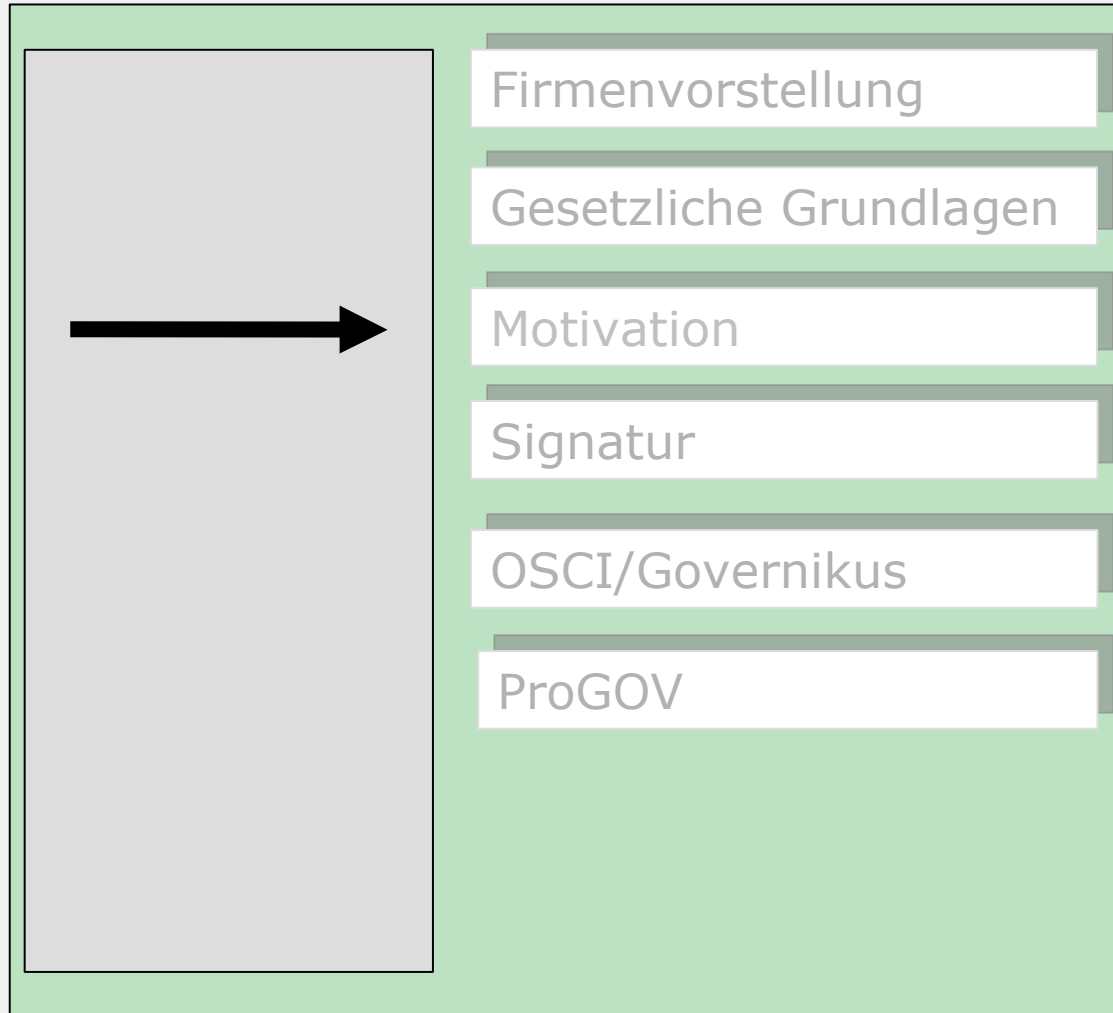 Firmenvorstellung
Gesetzliche Grundlagen
Motivation
Signatur
OSCI/Governikus
ProGOV